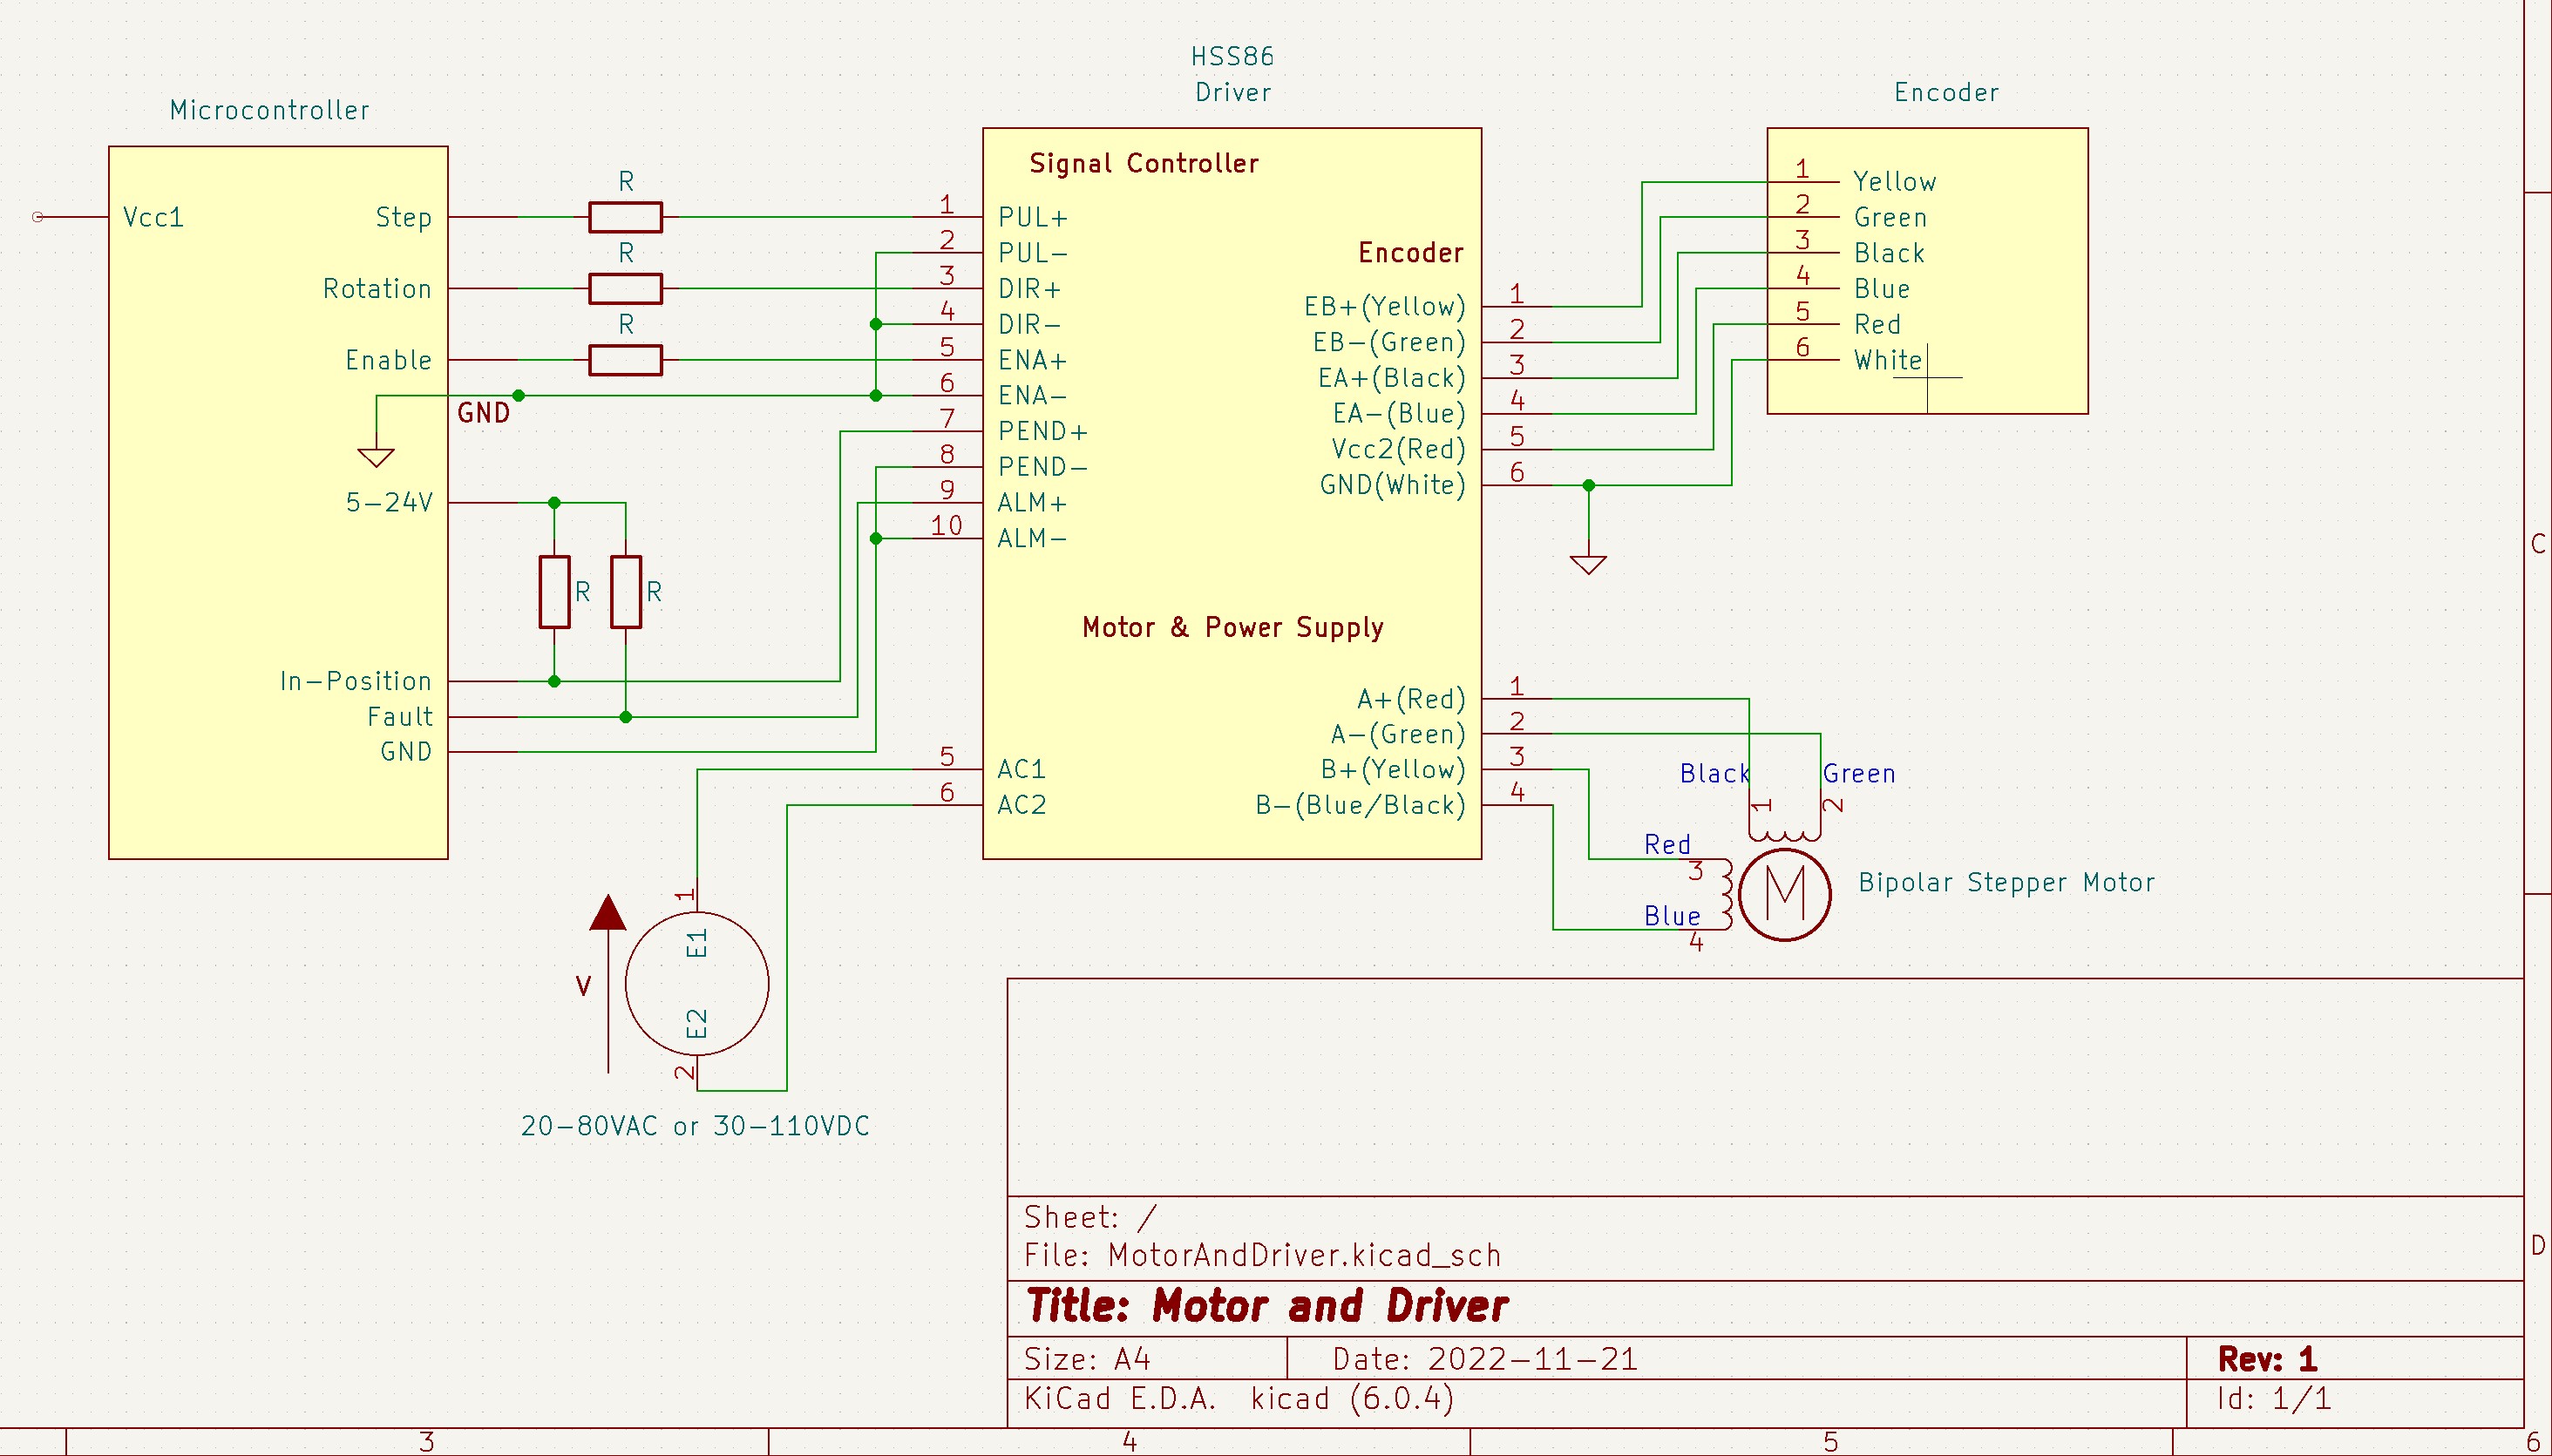 HSS86
Driver
Microcontroller
Encoder
Signal Controller
Vcc1
Step
Rotation
Enable
GND
5-24V
In-Position
Fault
GND
R
R
R
R
R
1 PUL+
2 PUL-
3 DIR+
4 DIR-
5 ENA+
6 ENA-
7 PEND+
8 PEND-
9 ALM+
10 ALM-
Encoder
EB+(Yellow) 1
EB-(Green) 2
EA+(Black) 3
EA-(Blue) 4
Vcc2(Red) 5
GND(White) 6
1 Yellow
2 Green
3 Black
4 Blue
5 Red
6 White
Motor & Power Supply
5 AC1
6 AC2
A+(Red) 1
A-(Green) 2
B+(Yellow) 3
B-(Blue/Black) 4
Black
Green
1
2
Red
3
Blue
4
M
Bipolar Stepper Motor
1
E1
V
E2
2
20-80VAC or 30-110VDC
C
D
Sheet: /
File: MotorAndDriver.kicad_sch
Title: Motor and Driver
Size: A4
Date: 2022-11-21
Rev: 1
KiCad E.D.A. kicad (6.0.4)
Id: 1/1
3
4
5
6